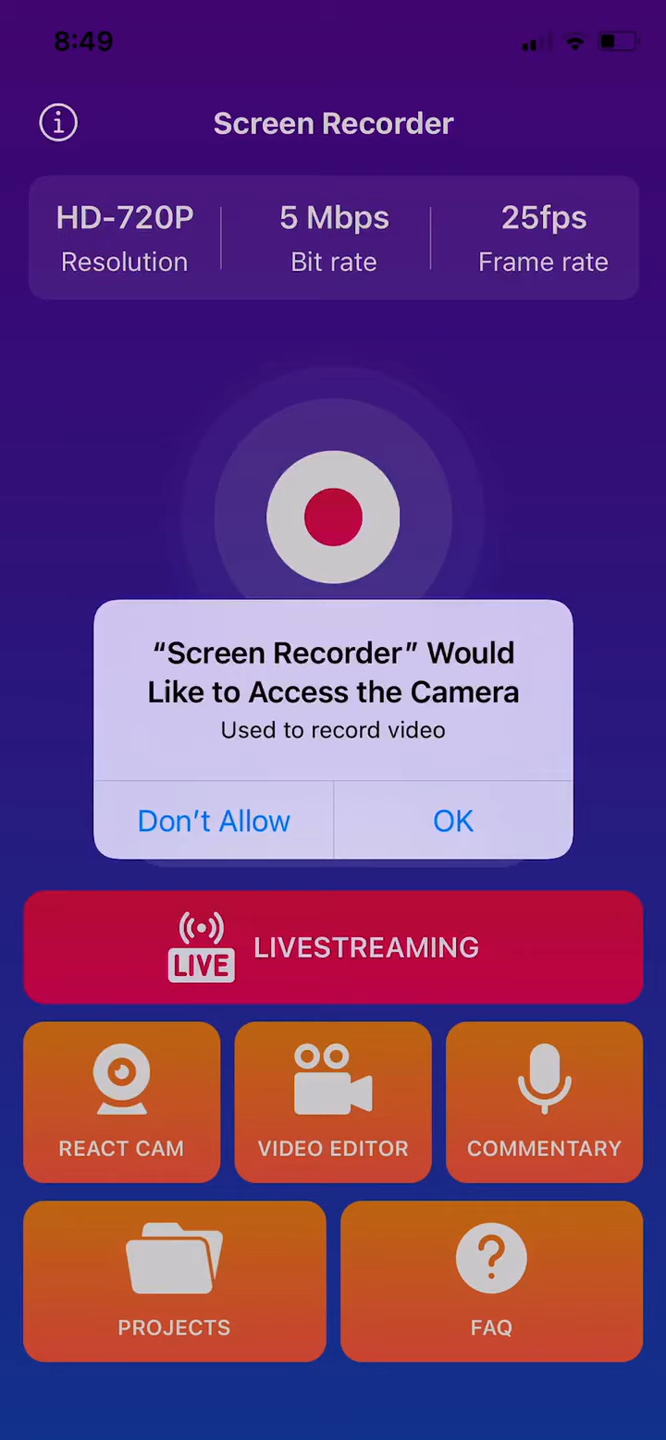 8:49
Screen Recorder
HD-720P
Resolution
5 Mbps
Bit rate
25fps
Frame rate
“Screen Recorder” Would
Like to Access the Camera
Used to record video
Don’t Allow
OK
LIVE
LIVESTREAMING
REACT CAM
VIDEO EDITOR
COMMENTARY
PROJECTS
FAQ